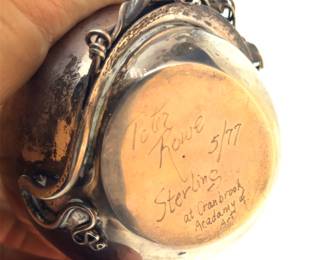 Rowe
5/77
Sterling
at Cranbrook
Academy of
Art